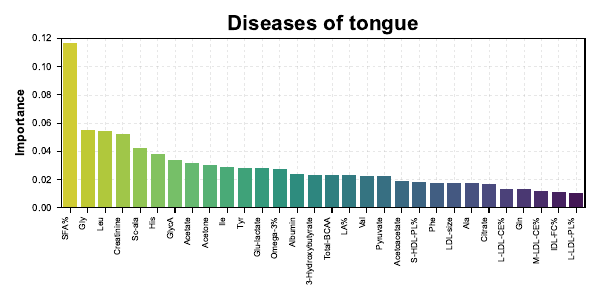 Diseases of tongue
Importance
0.12
0.10
0.08
0.06
0.04
0.02
0.00
SFA%
Gly
Leu
Creatinine
Sc-ala
His
GlycA
Acetate
Acetone
Ile
Tyr
Glu-lactate
Omega-3%
Albumin
3-Hydroxybutyrate
Total-BCAA
LA%
Val
Pyruvate
Acetoacetate
S-HDL-PL%
Phe
LDL-size
Ala
Citrate
L-LDL-CE%
Gln
M-LDL-CE%
IDL-FC%
L-LDL-PL%